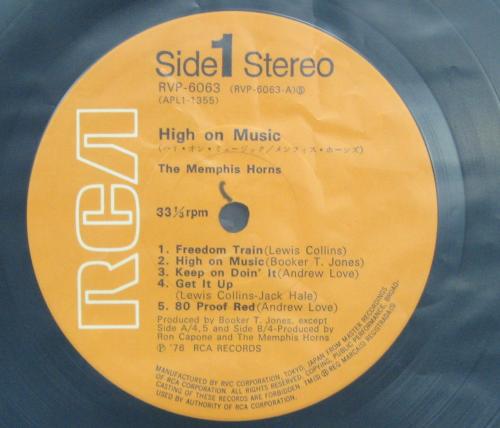 RCA
Side 1 Stereo
RVP-6063 (RVP-6063-A)Ⓢ
(APL1-1355)
High on Music
(ハイ・オン・ミュージック/メンフィス・ホーンズ)
The Memphis Horns
33⅓rpm
1. Freedom Train(Lewis Collins)
2. High on Music(Booker T. Jones)
3. Keep on Doin' It(Andrew Love)
4. Get It Up
(Lewis Collins-Jack Hale)
5. 80 Proof Red(Andrew Love)
Produced by Booker T. Jones, except
Side A/4,5 and Side B/4-Produced by
Ron Capone and The Memphis Horns
Ⓟ '76 RCA RECORDS
MANUFACTURED BY RVC CORPORATION, TOKYO, JAPAN FROM MASTER RECORDINGS
OF RCA CORPORATION. ALL RIGHTS RESERVED. COPYING, PUBLIC PERFORMANCE, BROAD-
CASTING OF THESE RECORDS ARE FORBIDDEN. TM(S) ® REG MARCA(S) REGISTRADA(S)
USED BY AUTHORITY OF RCA CORPORATION.